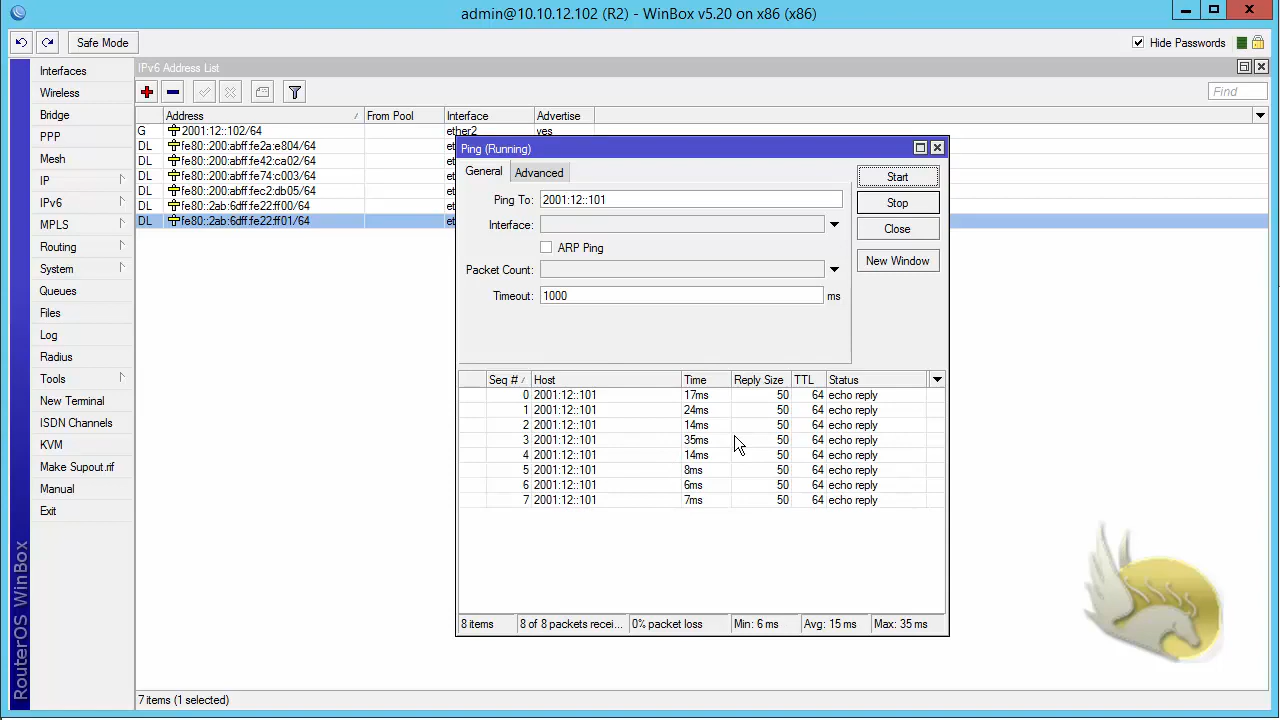 admin@10.10.12.102 (R2) - WinBox v5.20 on x86 (x86)
Safe Mode
Hide Passwords
Interfaces
Wireless
Bridge
PPP
Mesh
IP
IPv6
MPLS
Routing
System
Queues
Files
Log
Radius
Tools
New Terminal
ISDN Channels
KVM
Make Supout.rif
Manual
Exit
RouterOS WinBox
IPv6 Address List
Find
Address From Pool Interface Advertise
G 2001:12::102/64 ether2 yes
DL fe80::200:abff:fe2a:e804/64 et
DL fe80::200:abff:fe42:ca02/64 et
DL fe80::200:abff:fe74:c003/64 et
DL fe80::200:abff:fec2:db05/64 et
DL fe80::2ab:6dff:fe22:ff00/64 et
DL fe80::2ab:6dff:fe22:ff01/64 et
7 items (1 selected)
Ping (Running)
General Advanced
Ping To: 2001:12::101
Interface:
ARP Ping
Packet Count:
Timeout: 1000 ms
Start
Stop
Close
New Window
Seq # Host Time Reply Size TTL Status
0 2001:12::101 17ms 50 64 echo reply
1 2001:12::101 24ms 50 64 echo reply
2 2001:12::101 14ms 50 64 echo reply
3 2001:12::101 35ms 50 64 echo reply
4 2001:12::101 14ms 50 64 echo reply
5 2001:12::101 8ms 50 64 echo reply
6 2001:12::101 6ms 50 64 echo reply
7 2001:12::101 7ms 50 64 echo reply
8 items 8 of 8 packets recei... 0% packet loss Min: 6 ms Avg: 15 ms Max: 35 ms